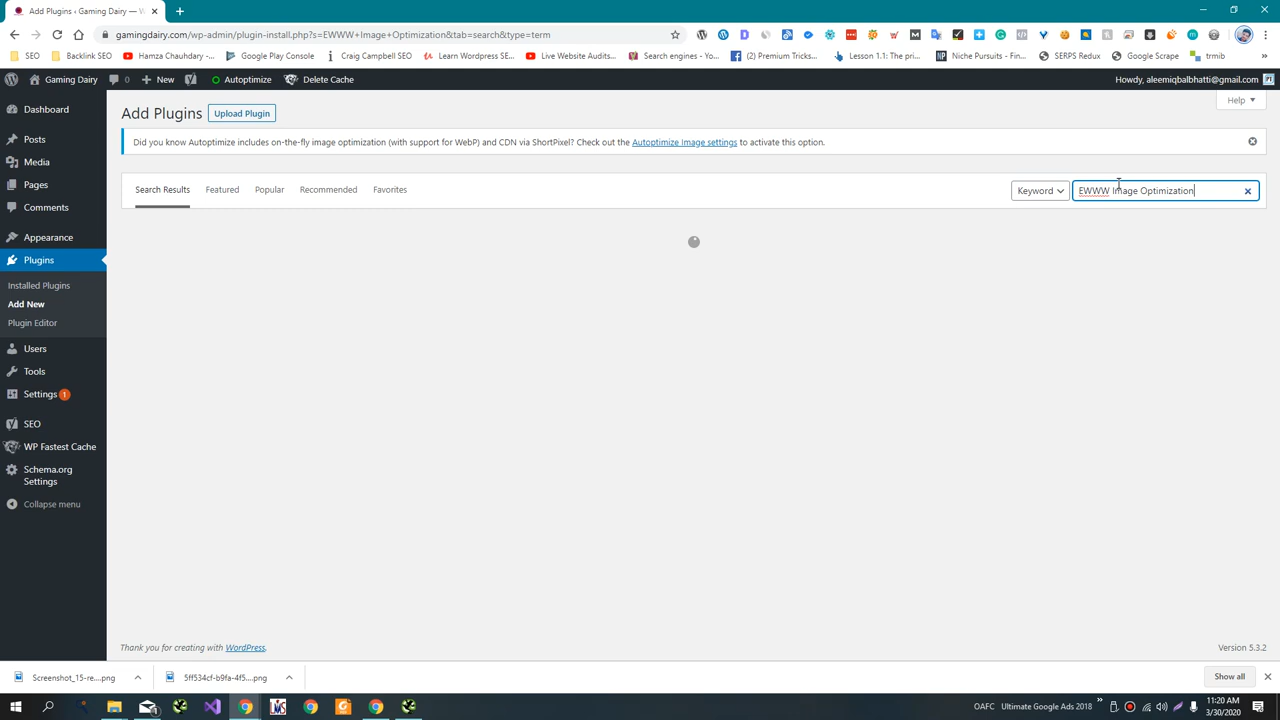 Add Plugins ‹ Gaming Dairy — W
gamingdairy.com/wp-admin/plugin-install.php?s=EWWW+Image+Optimization&tab=search&type=term
SEO
Backlink SEO
Hamza Chauhdary - ...
Google Play Console
Craig Campbell SEO
Learn Wordpress SE...
Live Website Audits...
Search engines - Yo...
(2) Premium Tricks...
Lesson 1.1: The pri...
Niche Pursuits - Fin...
SERPS Redux
Google Scrape
trmib
»
Gaming Dairy
0
New
Autoptimize
Delete Cache
Howdy, aleemiqbalbhatti@gmail.com
Dashboard
Posts
Media
Pages
Comments
Appearance
Plugins
Installed Plugins
Add New
Plugin Editor
Users
Tools
Settings 1
SEO
WP Fastest Cache
Schema.org
Settings
Collapse menu
Help
Add Plugins
Upload Plugin
Did you know Autoptimize includes on-the-fly image optimization (with support for WebP) and CDN via ShortPixel? Check out the Autoptimize Image settings to activate this option.
Search Results
Featured
Popular
Recommended
Favorites
Keyword
EWWW Image Optimization
Thank you for creating with WordPress.
Version 5.3.2
Screenshot_15-re....png
5ff534cf-b9fa-4f5....png
Show all
OAFC
Ultimate Google Ads 2018
»
11:20 AM
3/30/2020